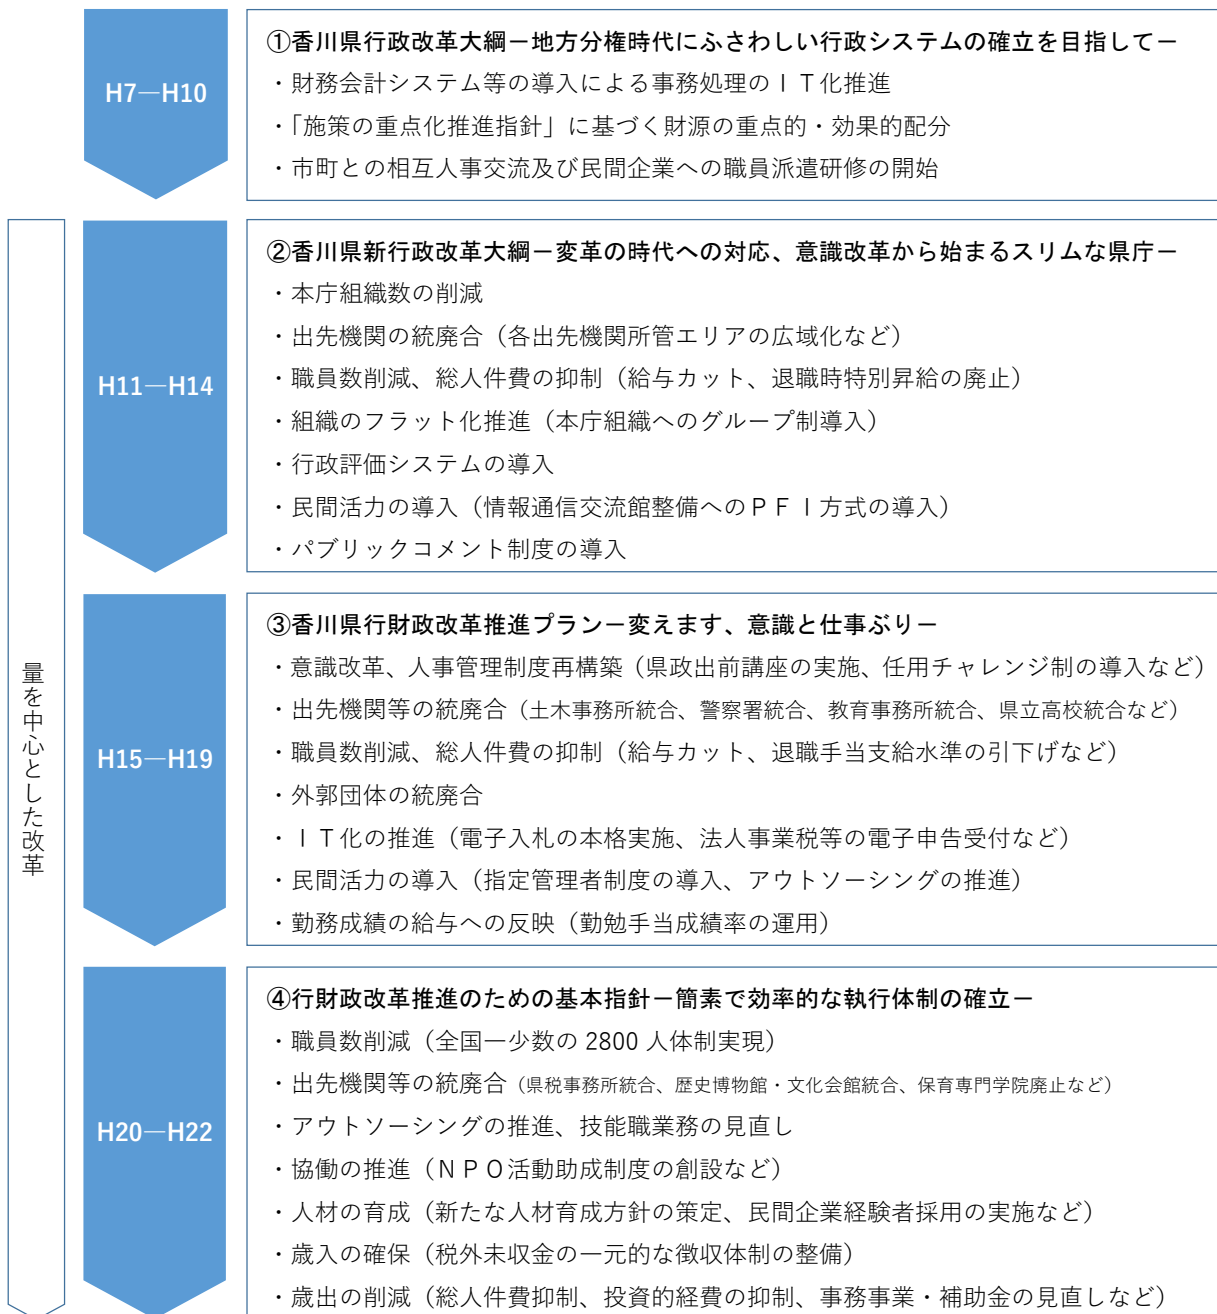 H7―H10
①香川県行政改革大綱－地方分権時代にふさわしい行政システムの確立を目指して－
・財務会計システム等の導入による事務処理のＩＴ化推進
・「施策の重点化推進指針」に基づく財源の重点的・効果的配分
・市町との相互人事交流及び民間企業への職員派遣研修の開始
量を中心とした改革
H11―H14
②香川県新行政改革大綱－変革の時代への対応、意識改革から始まるスリムな県庁－
・本庁組織数の削減
・出先機関の統廃合（各出先機関所管エリアの広域化など）
・職員数削減、総人件費の抑制（給与カット、退職時特別昇給の廃止）
・組織のフラット化推進（本庁組織へのグループ制導入）
・行政評価システムの導入
・民間活力の導入（情報通信交流館整備へのＰＦＩ方式の導入）
・パブリックコメント制度の導入
H15―H19
③香川県行財政改革推進プラン－変えます、意識と仕事ぶり－
・意識改革、人事管理制度再構築（県政出前講座の実施、任用チャレンジ制の導入など）
・出先機関等の統廃合（土木事務所統合、警察署統合、教育事務所統合、県立高校統合など）
・職員数削減、総人件費の抑制（給与カット、退職手当支給水準の引下げなど）
・外郭団体の統廃合
・ＩＴ化の推進（電子入札の本格実施、法人事業税等の電子申告受付など）
・民間活力の導入（指定管理者制度の導入、アウトソーシングの推進）
・勤務成績の給与への反映（勤勉手当成績率の運用）
H20―H22
④行財政改革推進のための基本指針－簡素で効率的な執行体制の確立－
・職員数削減（全国一少数の 2800 人体制実現）
・出先機関等の統廃合（県税事務所統合、歴史博物館・文化会館統合、保育専門学院廃止など）
・アウトソーシングの推進、技能職業務の見直し
・協働の推進（ＮＰＯ活動助成制度の創設など）
・人材の育成（新たな人材育成方針の策定、民間企業経験者採用の実施など）
・歳入の確保（税外未収金の一元的な徴収体制の整備）
・歳出の削減（総人件費抑制、投資的経費の抑制、事務事業・補助金の見直しなど）